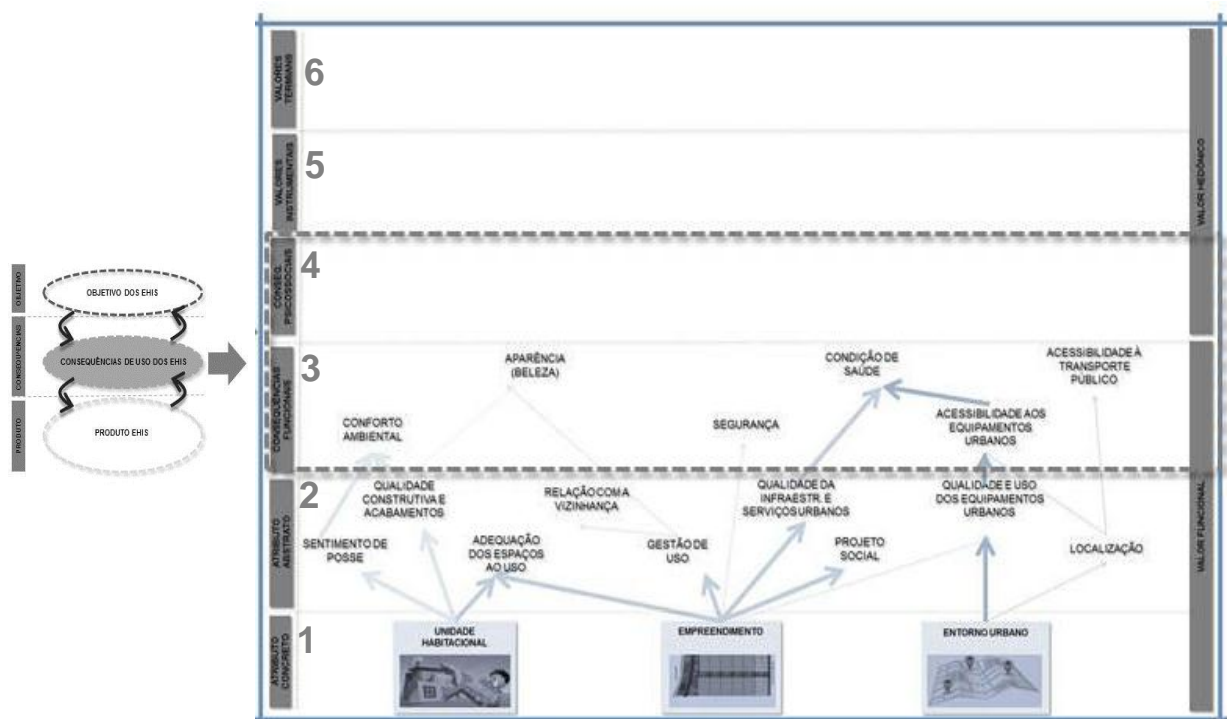 VALORES
TERMIANS
6
VALORES
INSTRUMENTAIS
5
VALOR HEDÔNICO
CONSEQ.
PSICOSSOCIAIS
4
OBJETIVO
OBJETIVO DOS EHIS
CONSEQUENCIAS
CONSEQUÊNCIAS DE USO DOS EHIS
PRODUTO
PRODUTO EHIS
CONSEQUÊNCIAS
FUNCIONAIS
3
APARÊNCIA
(BELEZA)
CONDIÇÃO DE
SAÚDE
ACESSIBILIDADE À
TRANSPORTE
PÚBLICO
CONFORTO
AMBIENTAL
SEGURANÇA
ACESSIBILIDADE AOS
EQUIPAMENTOS
URBANOS
ATRIBUTO
ABSTRATO
2
QUALIDADE
CONSTRUTIVA E
ACABAMENTOS
RELAÇÃO COM A
VIZINHANÇA
QUALIDADE DA
INFRAESTR. E
SERVIÇOS URBANOS
QUALIDADE E USO
DOS EQUIPAMENTOS
URBANOS
SENTIMENTO DE
POSSE
ADEQUAÇÃO
DOS ESPAÇOS
AO USO
GESTÃO DE
USO
PROJETO
SOCIAL
LOCALIZAÇÃO
VALOR FUNCIONAL
ATRIBUTO
CONCRETO
1
UNIDADE
HABITACIONAL
EMPREENDIMENTO
ENTORNO URBANO